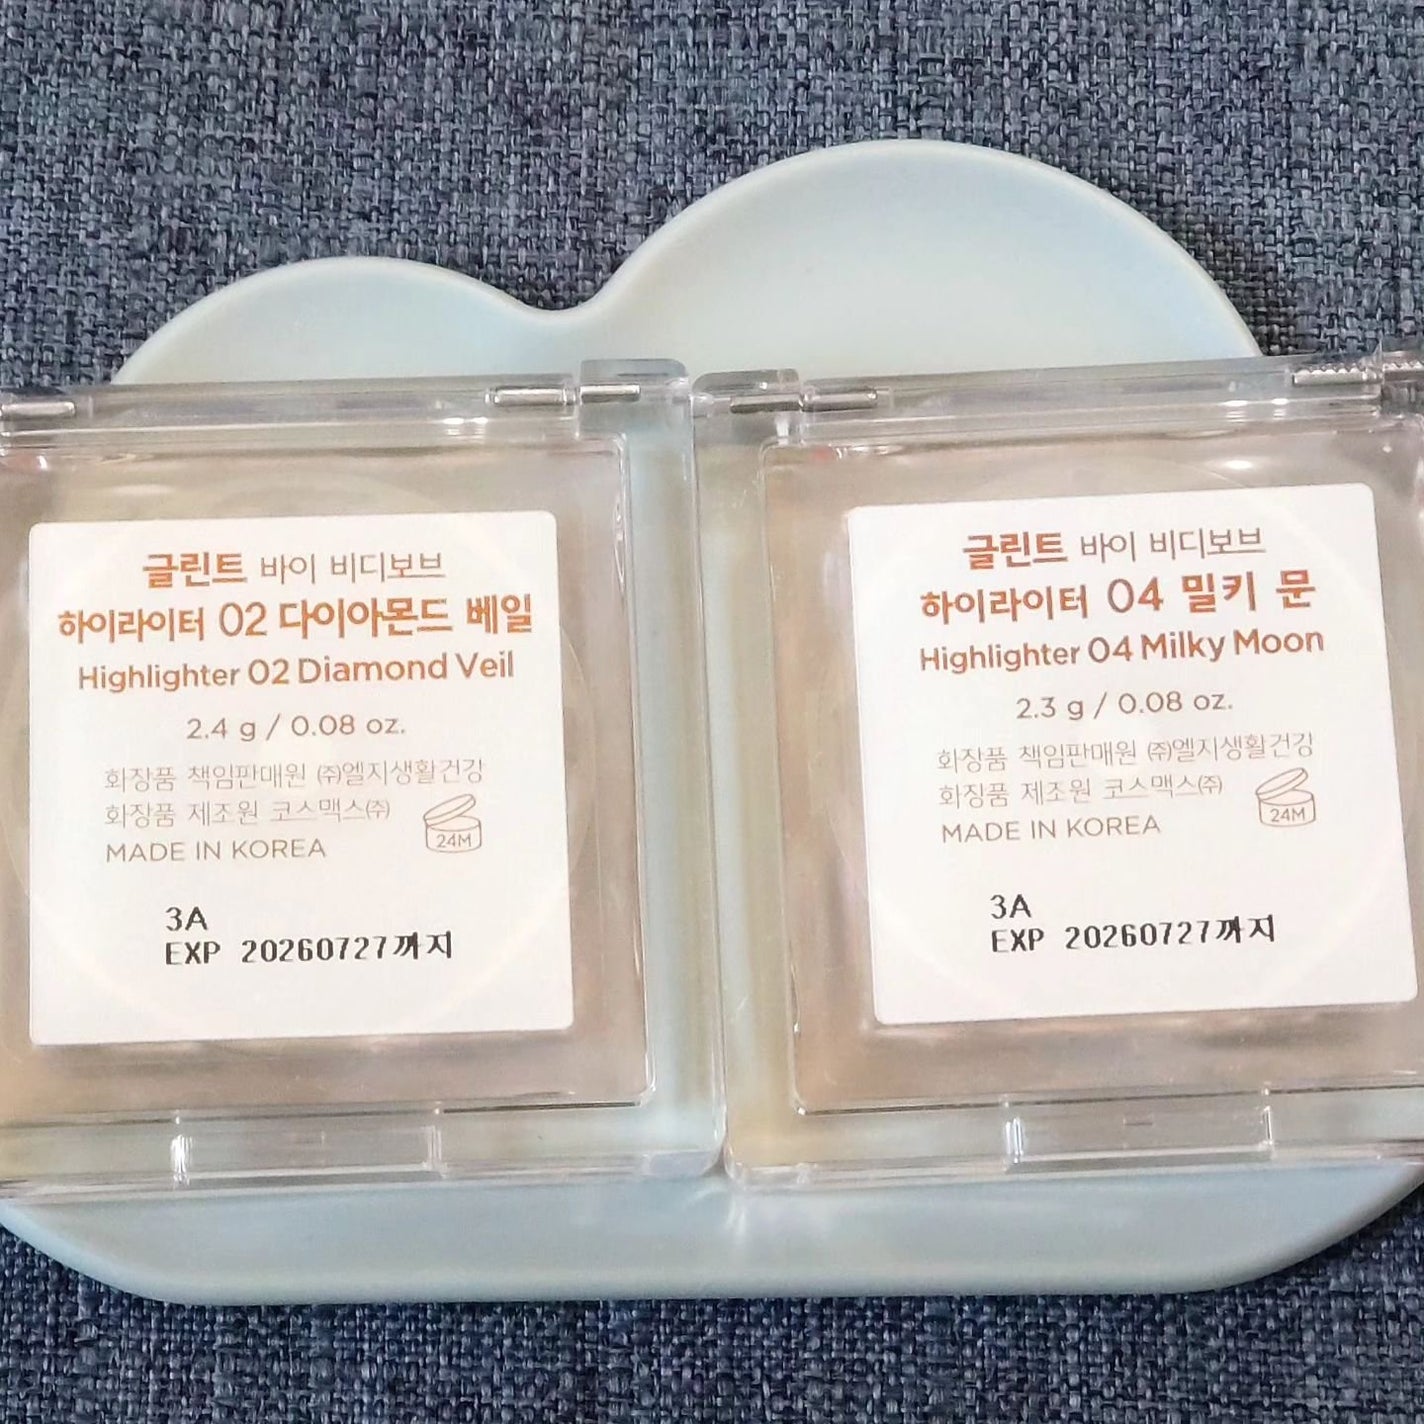 글린트 바이 비디보브
하이라이터 02 다이아몬드 베일
Highlighter 02 Diamond Veil
2.4 g / 0.08 oz.
화장품 책임판매원 ㈜엘지생활건강
화장품 제조원 코스맥스㈜
MADE IN KOREA
24M
3A
EXP 20260727까지
글린트 바이 비디보브
하이라이터 04 밀키 문
Highlighter 04 Milky Moon
2.3 g / 0.08 oz.
화장품 책임판매원 ㈜엘지생활건강
화장품 제조원 코스맥스㈜
MADE IN KOREA
24M
3A
EXP 20260727까지